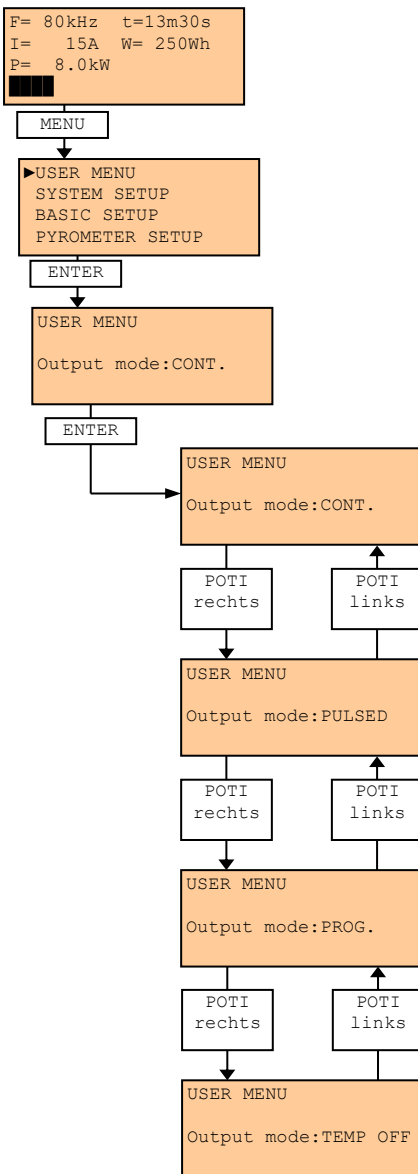 F= 80kHz  t=13m30s
I=   15A  W= 250Wh
P=  8.0kW
MENU
►USER MENU
SYSTEM SETUP
BASIC SETUP
PYROMETER SETUP
ENTER
USER MENU
Output mode:CONT.
ENTER
USER MENU
Output mode:CONT.
POTI
rechts
POTI
links
USER MENU
Output mode:PULSED
POTI
rechts
POTI
links
USER MENU
Output mode:PROG.
POTI
rechts
POTI
links
USER MENU
Output mode:TEMP OFF